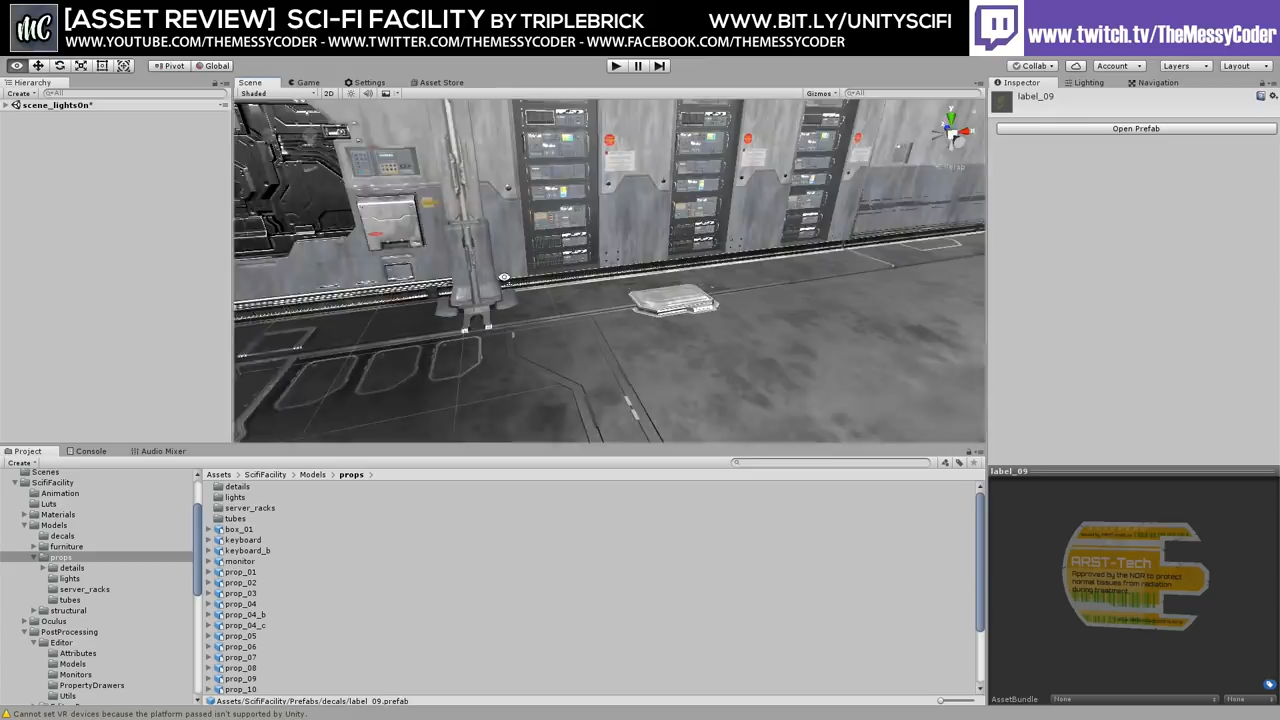 [ASSET REVIEW] SCI-FI FACILITY BY TRIPLEBRICK WWW.BIT.LY/UNITYSCIFI
MC
WWW.YOUTUBE.COM/THEMESSYCODER - WWW.TWITTER.COM/THEMESSYCODER - WWW.FACEBOOK.COM/THEMESSYCODER
www.twitch.tv/TheMessyCoder
Pivot Global Collab Account Layers Layout
Hierarchy Scene Game Settings Asset Store Inspector Lighting Navigation
Create All Shaded 2D Gizmos All
label_09
scene_lightsOn*
Open Prefab
y
x
z
Persp
Project Console Audio Mixer
Create
Scenes
ScifiFacility
Animation
Luts
Materials
Models
decals
furniture
props
details
lights
server_racks
tubes
structural
Oculus
PostProcessing
Editor
Attributes
Models
Monitors
PropertyDrawers
Utils
Assets ScifiFacility Models props
details
lights
server_racks
tubes
box_01
keyboard
keyboard_b
monitor
prop_01
prop_02
prop_03
prop_04
prop_04_b
prop_04_c
prop_05
prop_06
prop_07
prop_08
prop_09
prop_10
Assets/ScifiFacility/Prefabs/decals/label_09.prefab
label_09
ARST-Tech
Approved by the NOR to protect
normal tissues from radiation
during treatment.
AssetBundle None None
Cannot set VR devices because the platform passed isn't supported by Unity.